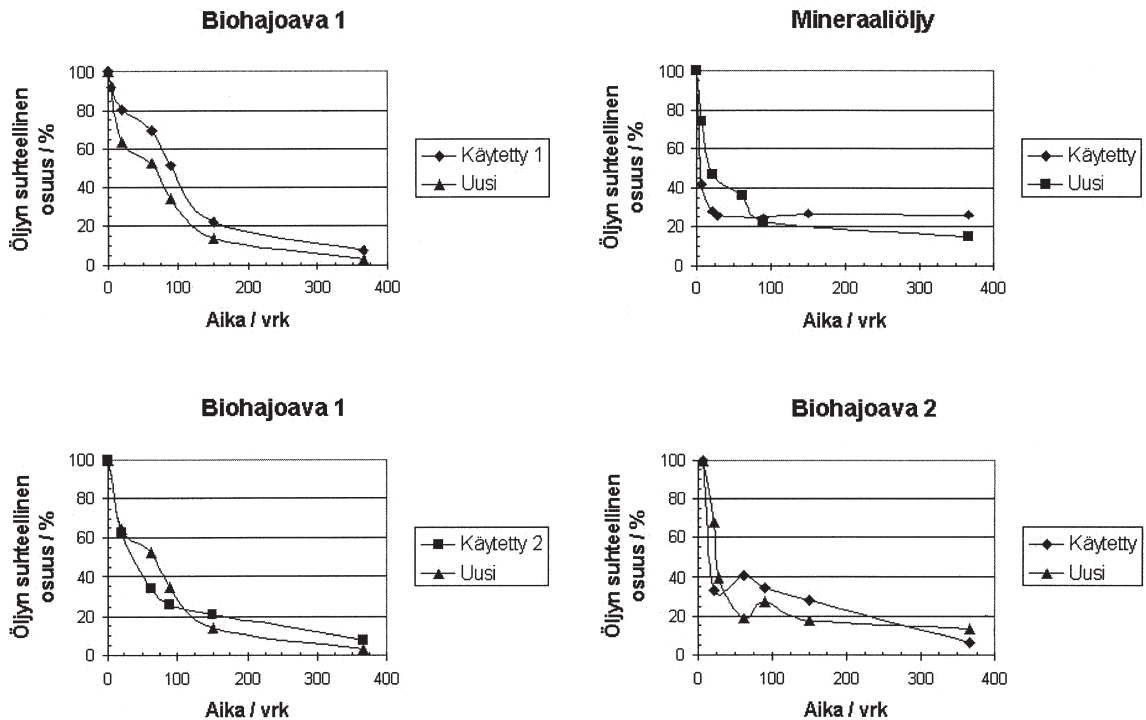 Biohajoava 1
Öljyn suhteellinen
osuus / %
100
80
60
40
20
0
0 100 200 300 400
Aika / vrk
Käytetty 1
Uusi
Mineraaliöljy
Öljyn suhteellinen
osuus / %
100
80
60
40
20
0
0 100 200 300 400
Aika / vrk
Käytetty
Uusi
Biohajoava 1
Öljyn suhteellinen
osuus / %
100
80
60
40
20
0
0 100 200 300 400
Aika / vrk
Käytetty 2
Uusi
Biohajoava 2
Öljyn suhteellinen
osuus / %
100
80
60
40
20
0
0 100 200 300 400
Aika / vrk
Käytetty
Uusi